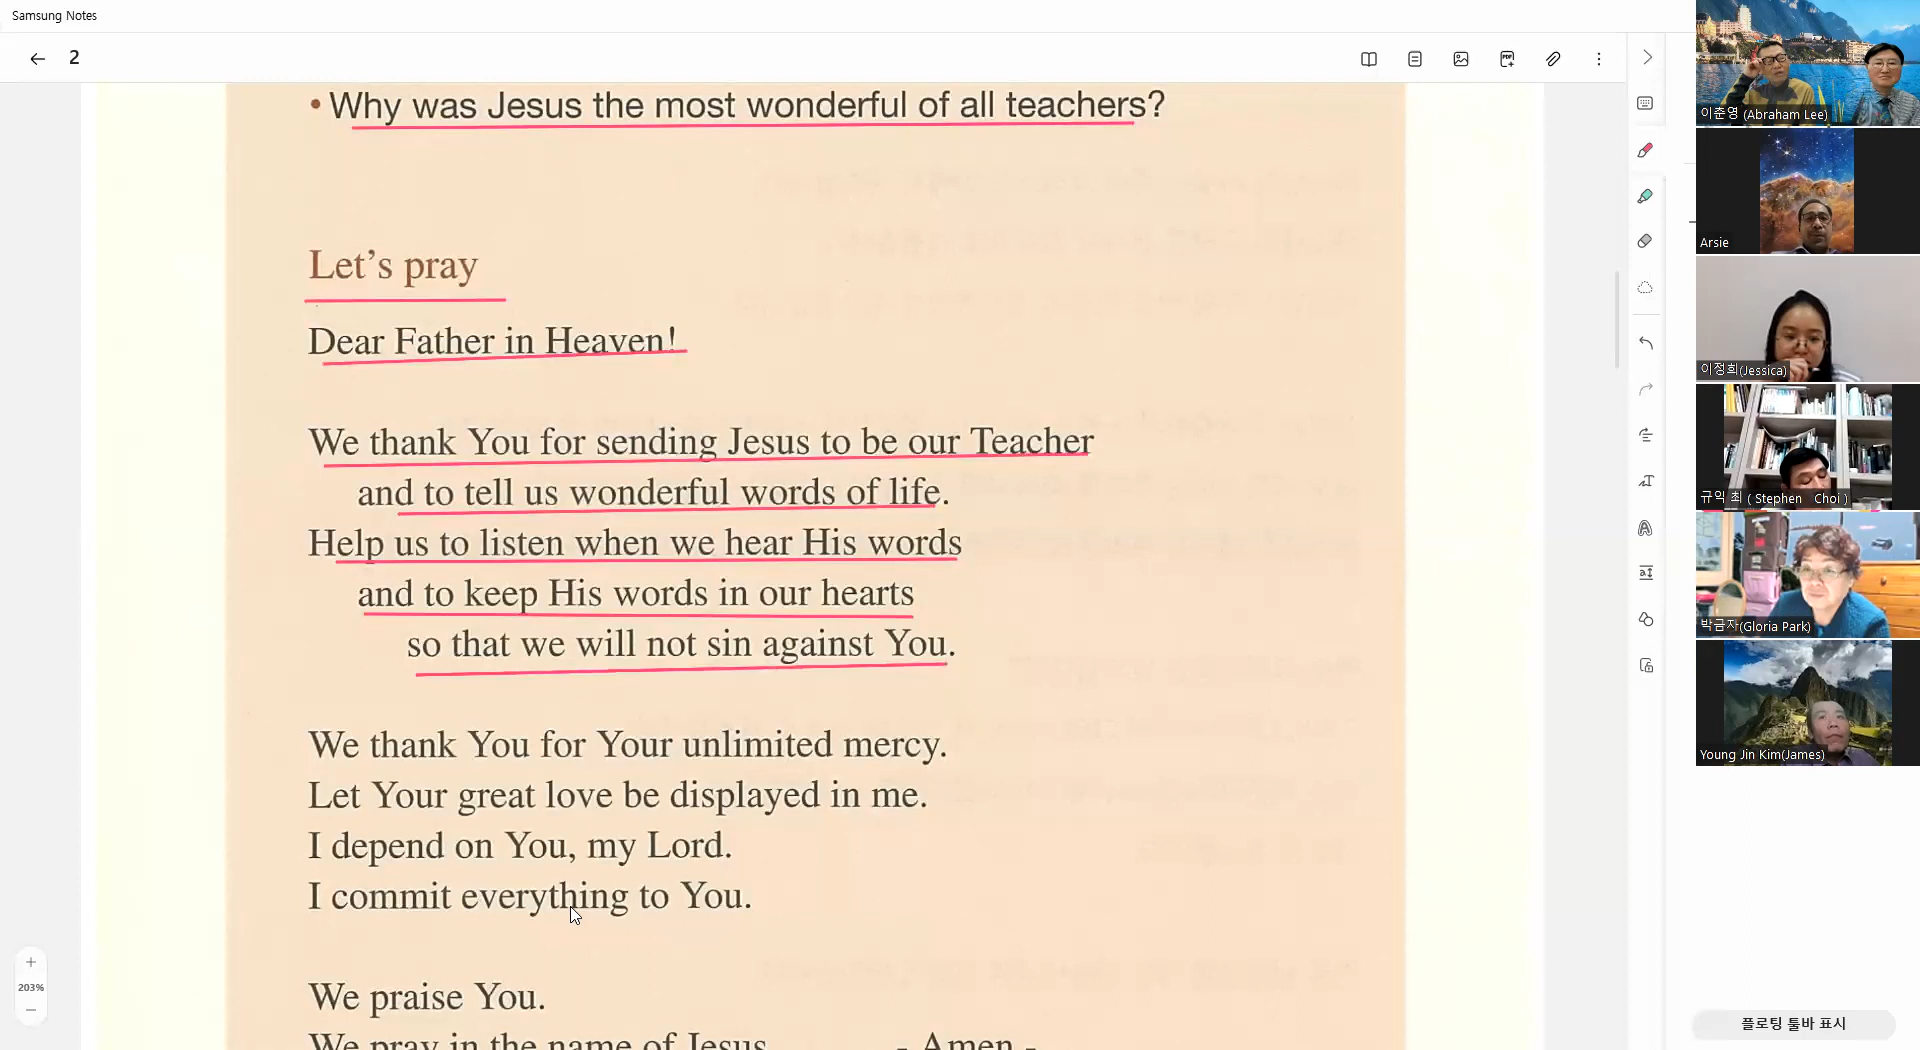 Samsung Notes
2
• Why was Jesus the most wonderful of all teachers?
Let's pray
Dear Father in Heaven!
We thank You for sending Jesus to be our Teacher
and to tell us wonderful words of life.
Help us to listen when we hear His words
and to keep His words in our hearts
so that we will not sin against You.
We thank You for Your unlimited mercy.
Let Your great love be displayed in me.
I depend on You, my Lord.
I commit everything to You.
We praise You.
We pray in the name of Jesus - Amen -
203%
이춘영 (Abraham Lee)
Arsie
이정희(Jessica)
규익 최 ( Stephen Choi )
박금자(Gloria Park)
Young Jin Kim(James)
플로팅 툴바 표시